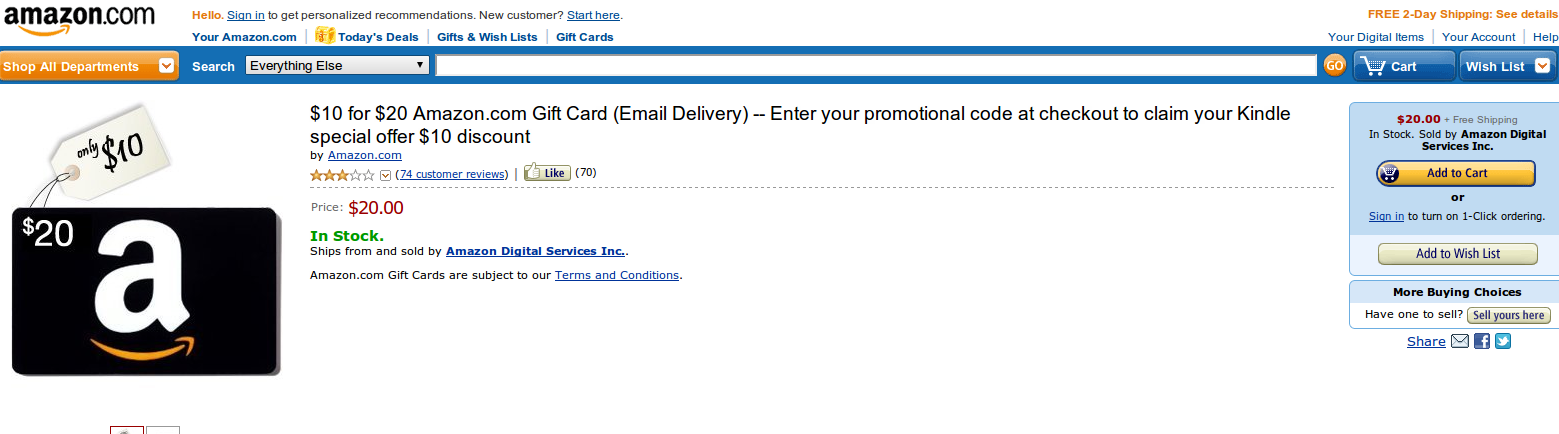 amazon.com
Hello. Sign in to get personalized recommendations. New customer? Start here.
FREE 2-Day Shipping: See details
Your Amazon.com | Today's Deals | Gifts & Wish Lists | Gift Cards
Your Digital Items | Your Account | Help
Shop All Departments
Search
Everything Else
GO
Cart
Wish List
only $10
$20
a
$10 for $20 Amazon.com Gift Card (Email Delivery) -- Enter your promotional code at checkout to claim your Kindle
special offer $10 discount
by Amazon.com
(74 customer reviews) | Like (70)
Price: $20.00
In Stock.
Ships from and sold by Amazon Digital Services Inc..
Amazon.com Gift Cards are subject to our Terms and Conditions.
$20.00 + Free Shipping
In Stock. Sold by Amazon Digital
Services Inc.
Add to Cart
or
Sign in to turn on 1-Click ordering.
Add to Wish List
More Buying Choices
Have one to sell? Sell yours here
Share